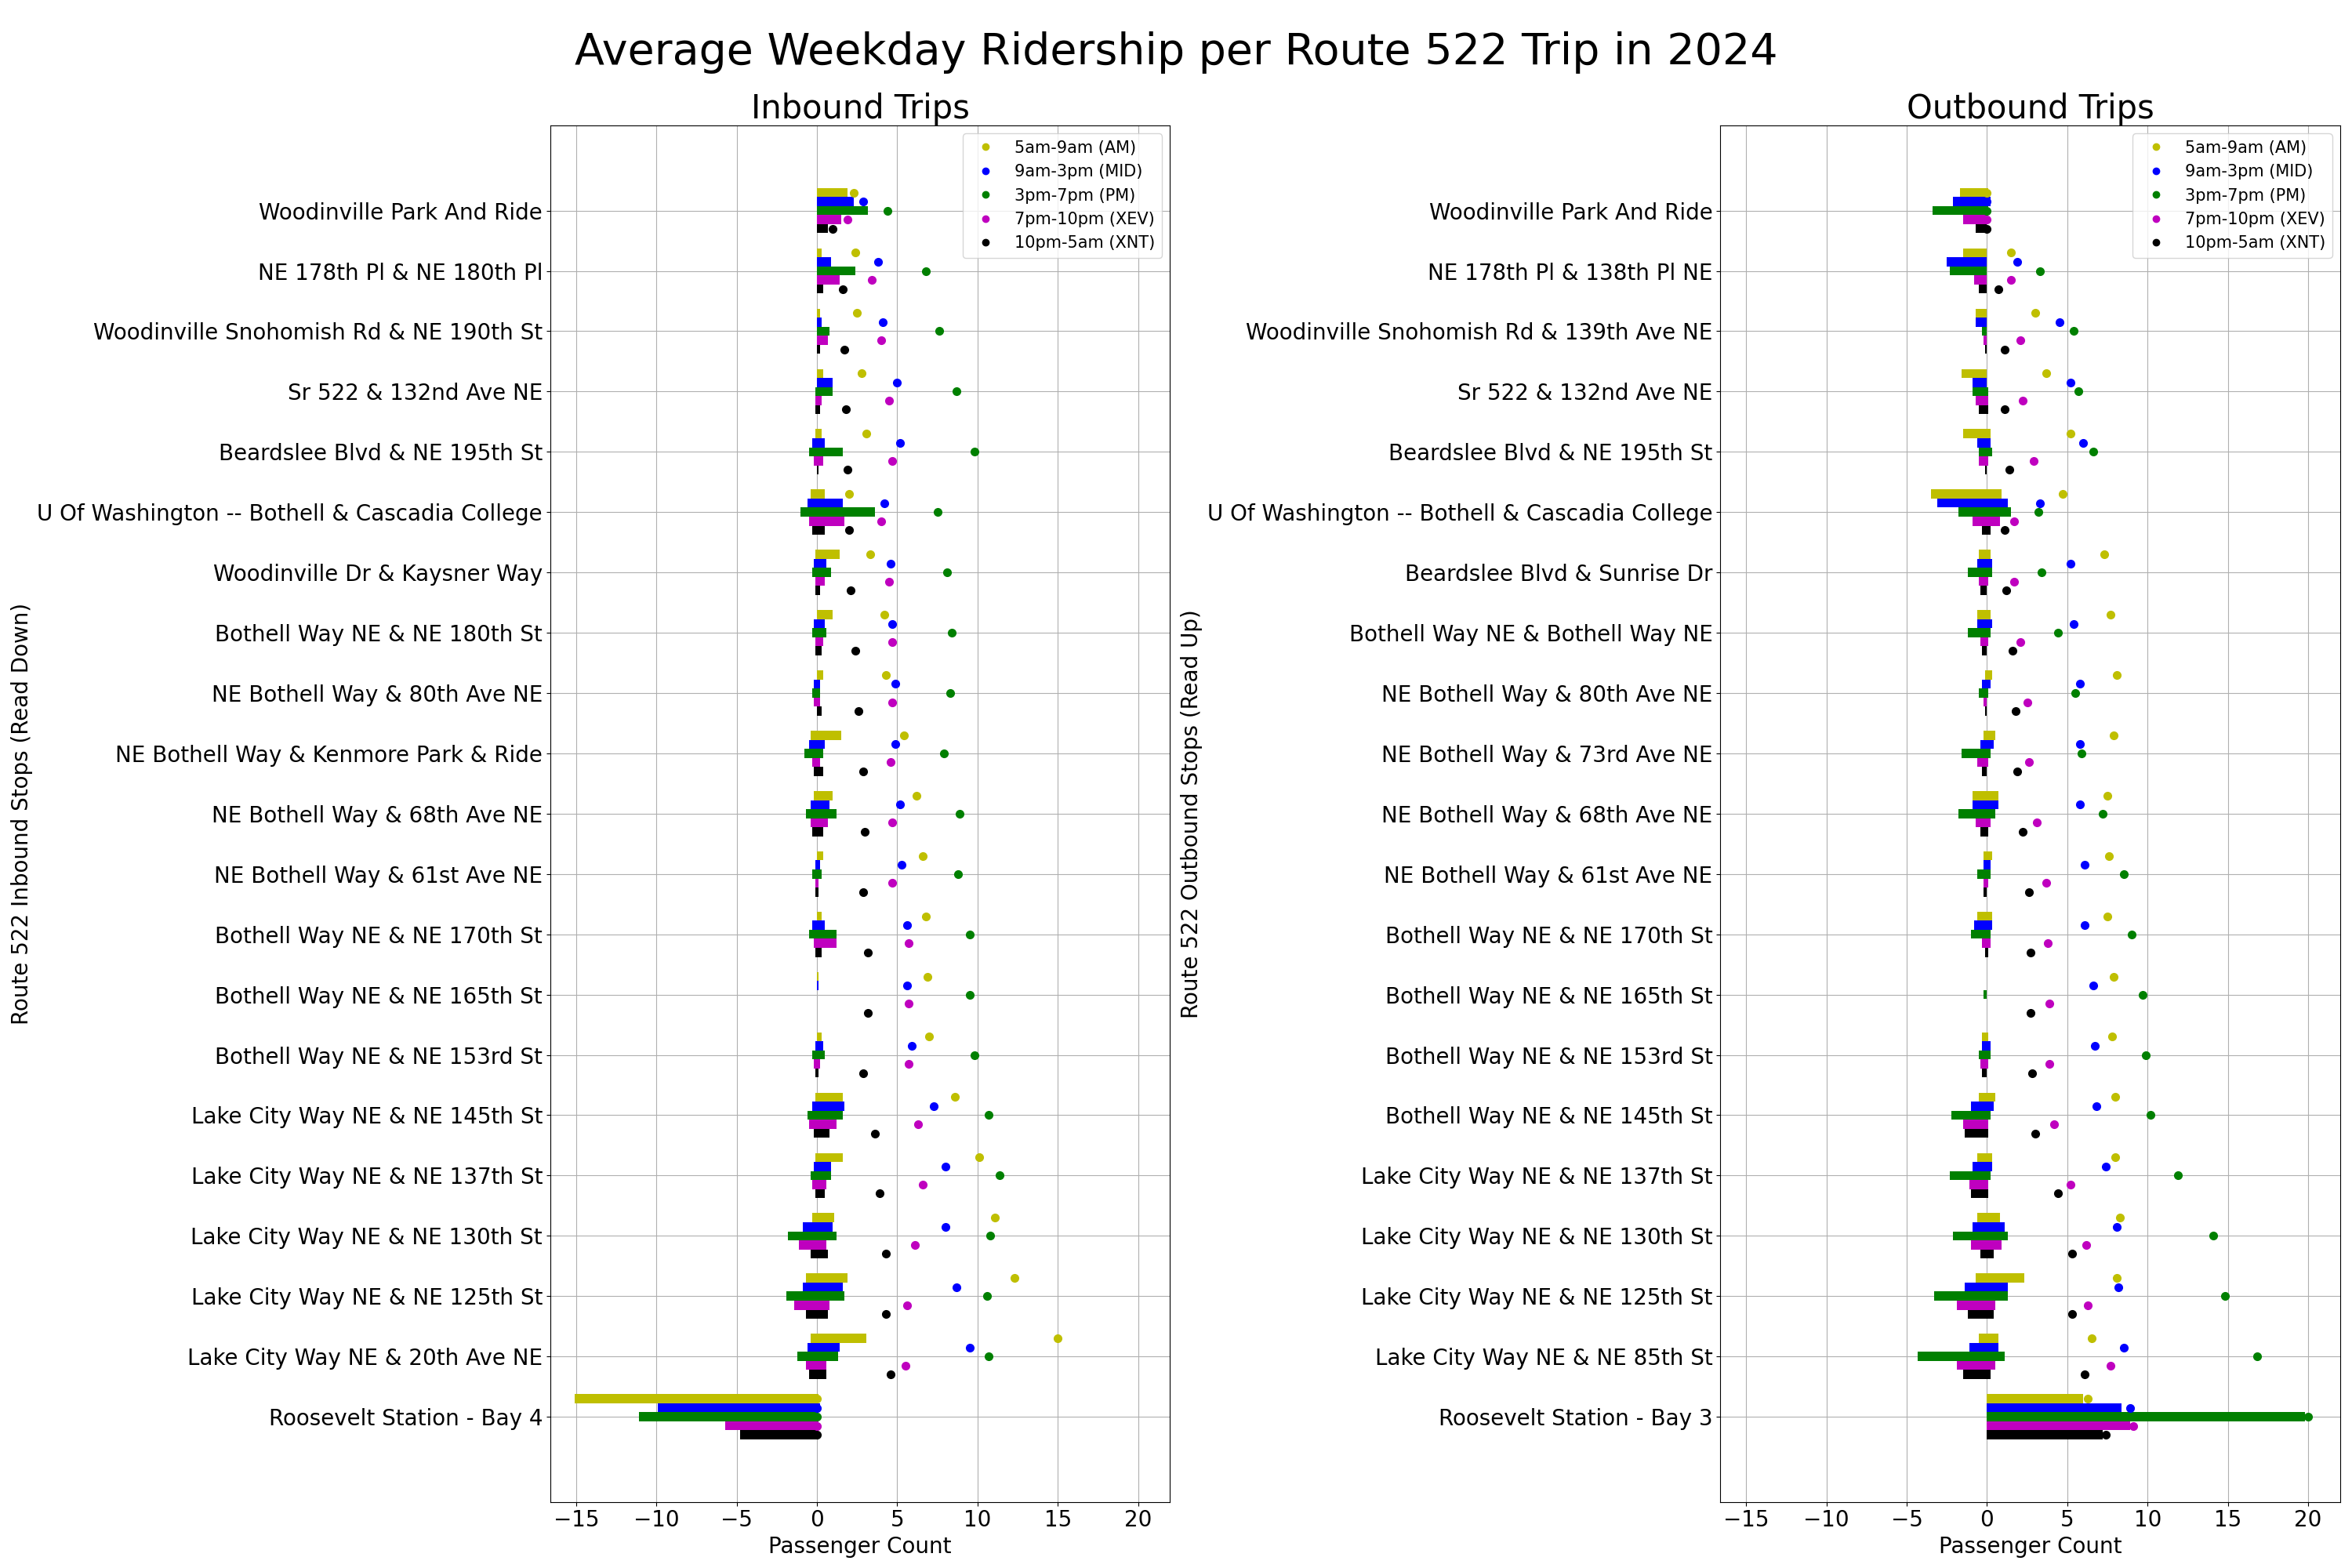 Average Weekday Ridership per Route 522 Trip in 2024
Inbound Trips
Route 522 Inbound Stops (Read Down)
Woodinville Park And Ride
NE 178th Pl & NE 180th Pl
Woodinville Snohomish Rd & NE 190th St
Sr 522 & 132nd Ave NE
Beardslee Blvd & NE 195th St
U Of Washington -- Bothell & Cascadia College
Woodinville Dr & Kaysner Way
Bothell Way NE & NE 180th St
NE Bothell Way & 80th Ave NE
NE Bothell Way & Kenmore Park & Ride
NE Bothell Way & 68th Ave NE
NE Bothell Way & 61st Ave NE
Bothell Way NE & NE 170th St
Bothell Way NE & NE 165th St
Bothell Way NE & NE 153rd St
Lake City Way NE & NE 145th St
Lake City Way NE & NE 137th St
Lake City Way NE & NE 130th St
Lake City Way NE & NE 125th St
Lake City Way NE & 20th Ave NE
Roosevelt Station - Bay 4
5am-9am (AM)
9am-3pm (MID)
3pm-7pm (PM)
7pm-10pm (XEV)
10pm-5am (XNT)
−15 −10 −5 0 5 10 15 20
Passenger Count
Outbound Trips
Route 522 Outbound Stops (Read Up)
Woodinville Park And Ride
NE 178th Pl & 138th Pl NE
Woodinville Snohomish Rd & 139th Ave NE
Sr 522 & 132nd Ave NE
Beardslee Blvd & NE 195th St
U Of Washington -- Bothell & Cascadia College
Beardslee Blvd & Sunrise Dr
Bothell Way NE & Bothell Way NE
NE Bothell Way & 80th Ave NE
NE Bothell Way & 73rd Ave NE
NE Bothell Way & 68th Ave NE
NE Bothell Way & 61st Ave NE
Bothell Way NE & NE 170th St
Bothell Way NE & NE 165th St
Bothell Way NE & NE 153rd St
Bothell Way NE & NE 145th St
Lake City Way NE & NE 137th St
Lake City Way NE & NE 130th St
Lake City Way NE & NE 125th St
Lake City Way NE & NE 85th St
Roosevelt Station - Bay 3
5am-9am (AM)
9am-3pm (MID)
3pm-7pm (PM)
7pm-10pm (XEV)
10pm-5am (XNT)
−15 −10 −5 0 5 10 15 20
Passenger Count